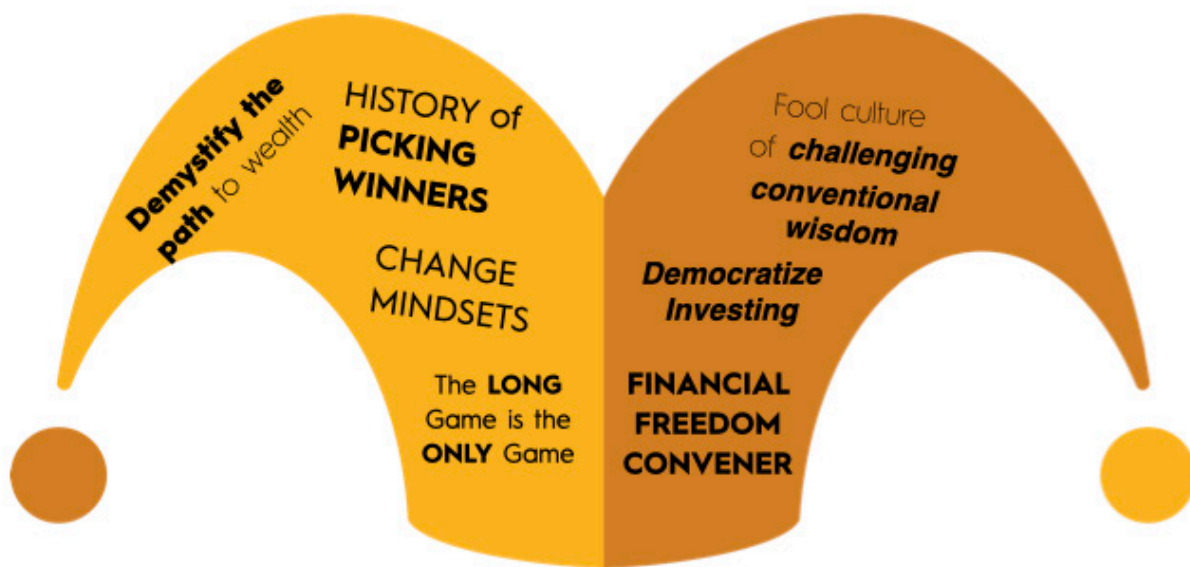 Demystify the
path to wealth
HISTORY of
PICKING
WINNERS
CHANGE
MINDSETS
The LONG
Game is the
ONLY Game
Fool culture
of challenging
conventional
wisdom
Democratize
Investing
FINANCIAL
FREEDOM
CONVENER